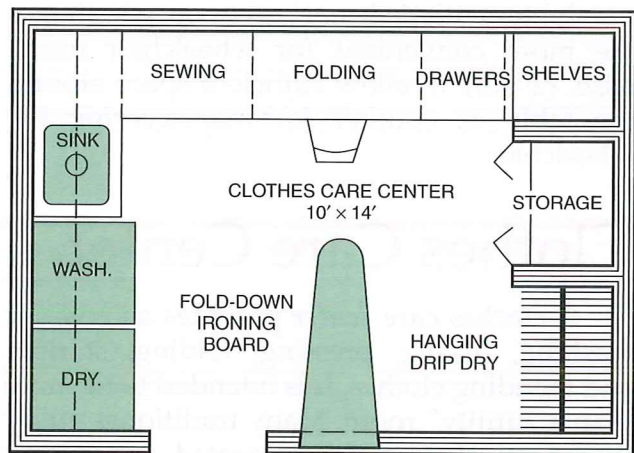 SEWING
FOLDING
DRAWERS
SHELVES
SINK
CLOTHES CARE CENTER
10' × 14'
STORAGE
WASH.
FOLD-DOWN
IRONING
BOARD
HANGING
DRIP DRY
DRY.